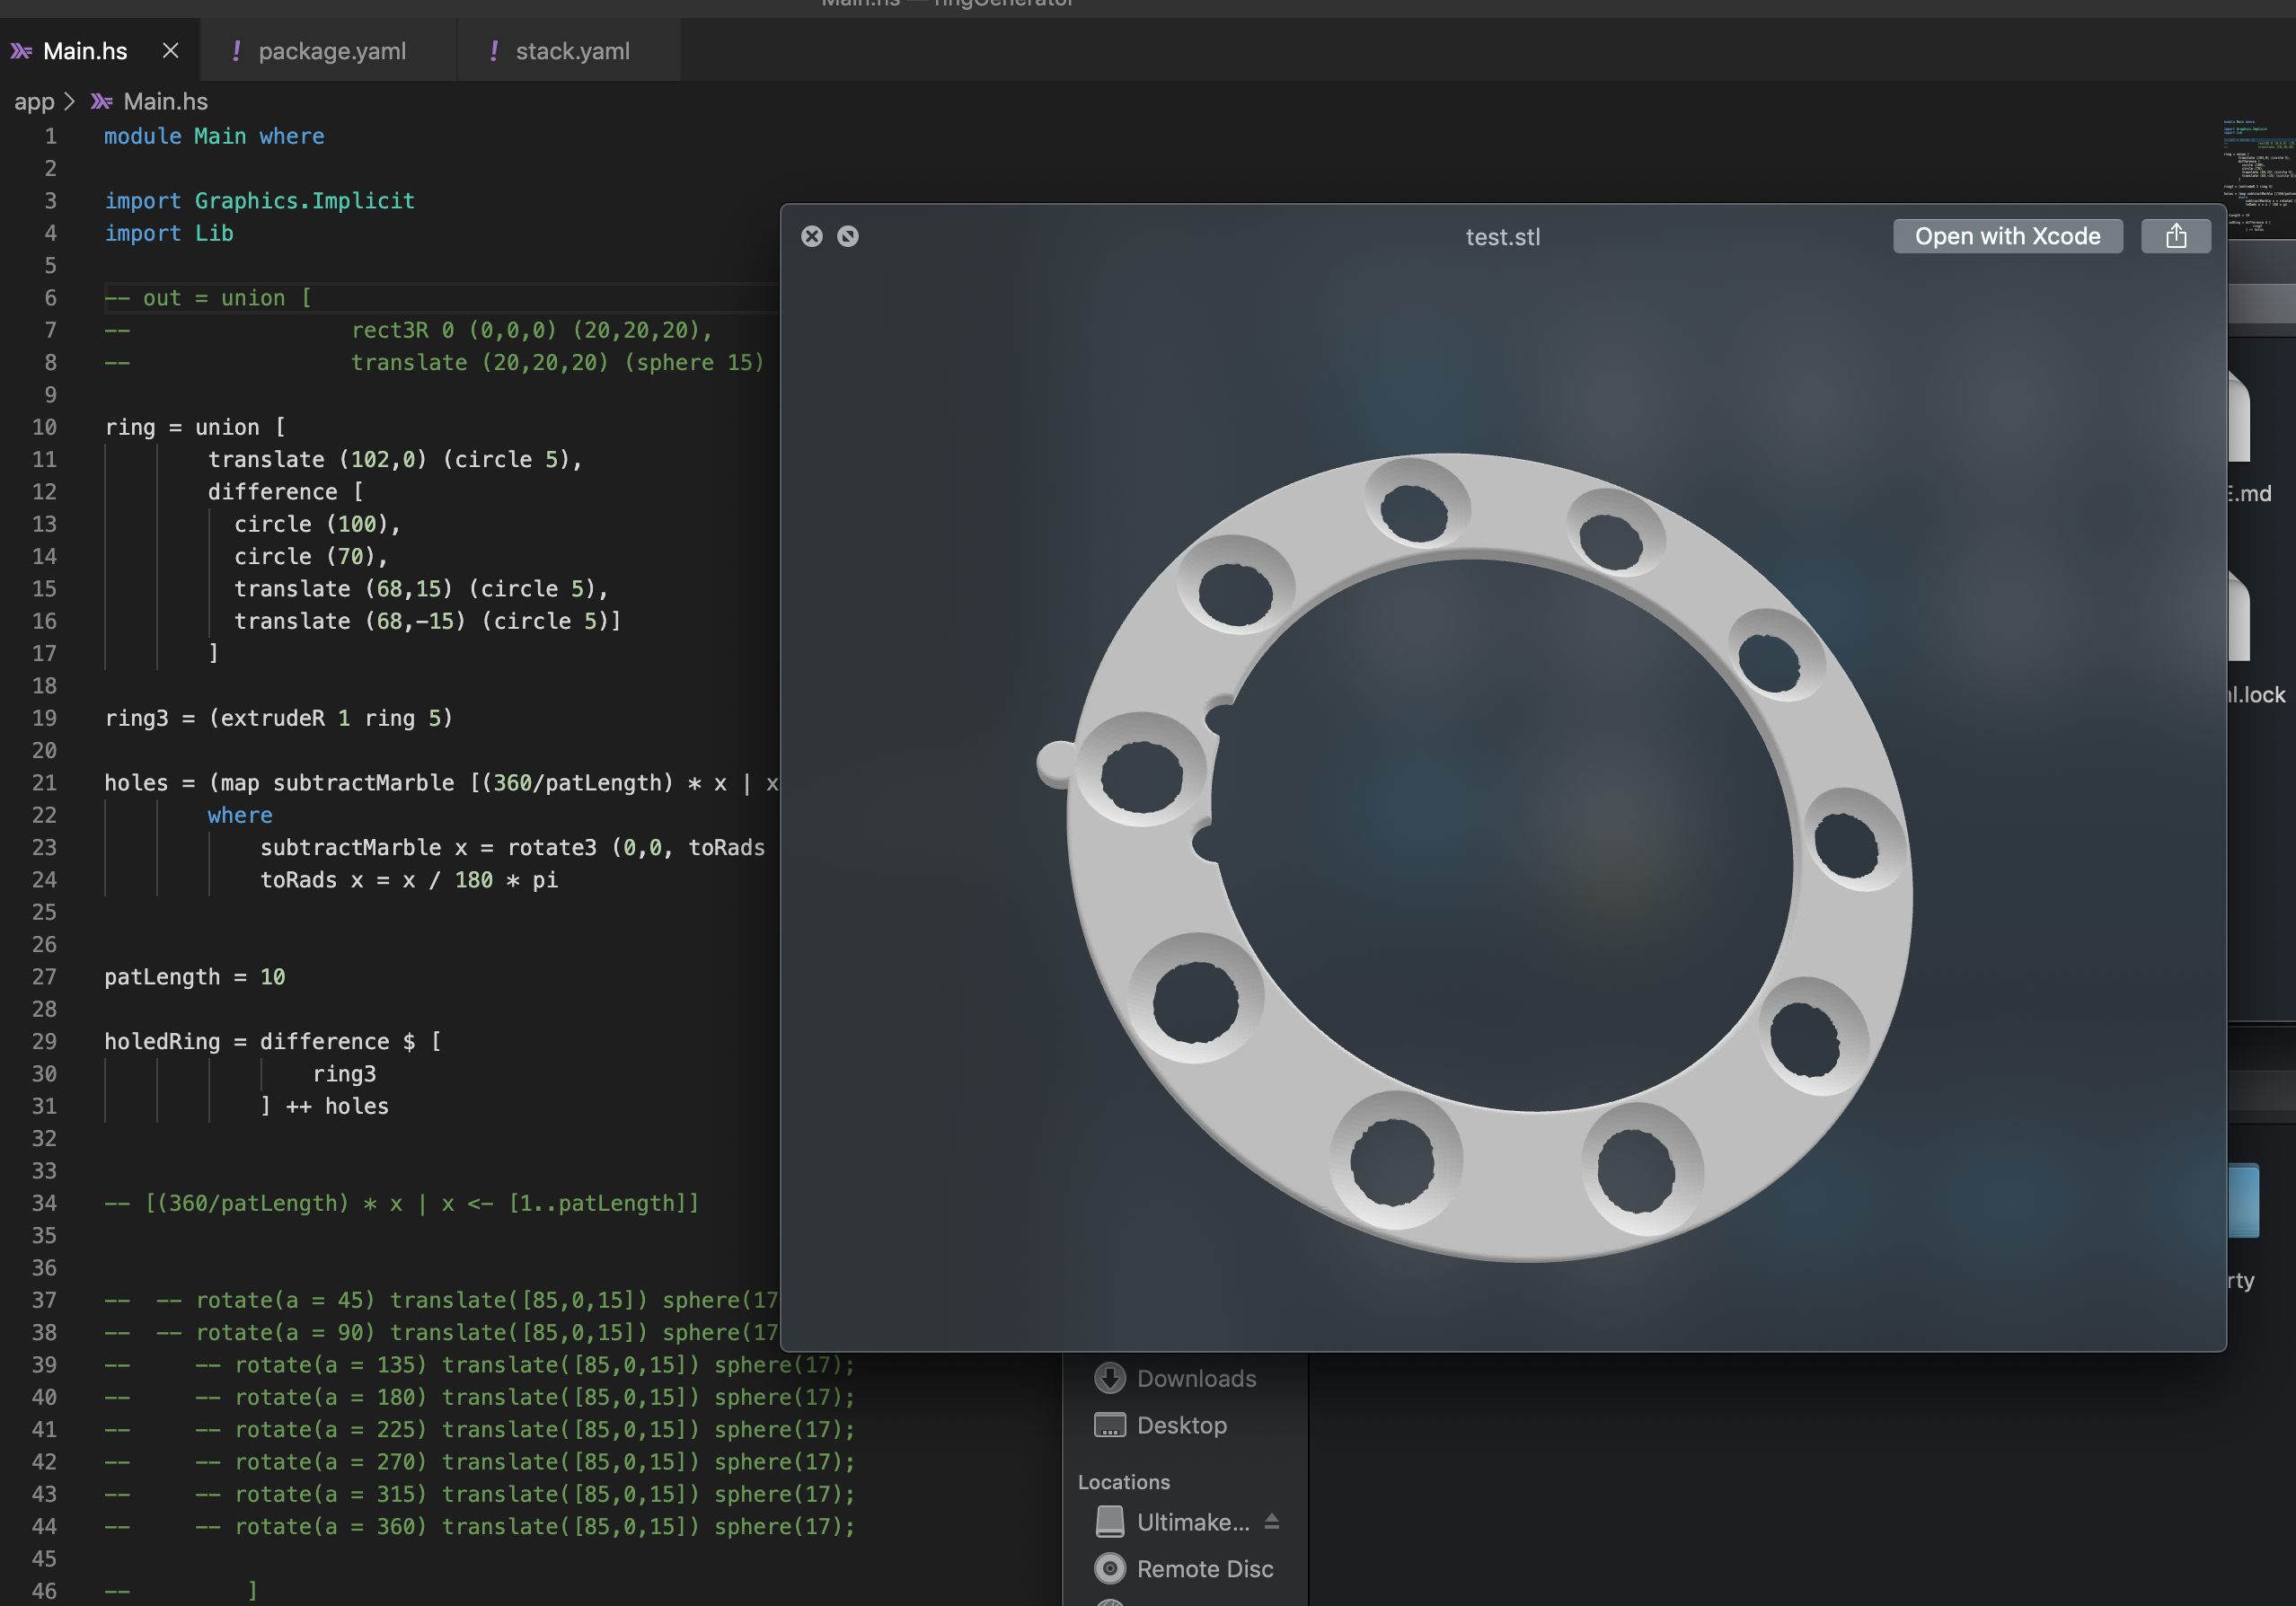 Main.hs — ringGenerator
Main.hs
package.yaml
stack.yaml
app > Main.hs
1 module Main where
2
3 import Graphics.Implicit
4 import Lib
5
6 -- out = union [
7 -- rect3R 0 (0,0,0) (20,20,20),
8 -- translate (20,20,20) (sphere 15)
9
10 ring = union [
11 translate (102,0) (circle 5),
12 difference [
13 circle (100),
14 circle (70),
15 translate (68,15) (circle 5),
16 translate (68,-15) (circle 5)]
17 ]
18
19 ring3 = (extrudeR 1 ring 5)
20
21 holes = (map subtractMarble [(360/patLength) * x | x
22 where
23 subtractMarble x = rotate3 (0,0, toRads
24 toRads x = x / 180 * pi
25
26
27 patLength = 10
28
29 holedRing = difference $ [
30 ring3
31 ] ++ holes
32
33
34 -- [(360/patLength) * x | x <- [1..patLength]]
35
36
37 -- -- rotate(a = 45) translate([85,0,15]) sphere(17
38 -- -- rotate(a = 90) translate([85,0,15]) sphere(17
39 -- -- rotate(a = 135) translate([85,0,15]) sphere(17);
40 -- -- rotate(a = 180) translate([85,0,15]) sphere(17);
41 -- -- rotate(a = 225) translate([85,0,15]) sphere(17);
42 -- -- rotate(a = 270) translate([85,0,15]) sphere(17);
43 -- -- rotate(a = 315) translate([85,0,15]) sphere(17);
44 -- -- rotate(a = 360) translate([85,0,15]) sphere(17);
45
46 -- ]
test.stl
Open with Xcode
E.md
ml.lock
rty
Downloads
Desktop
Locations
Ultimake...
Remote Disc